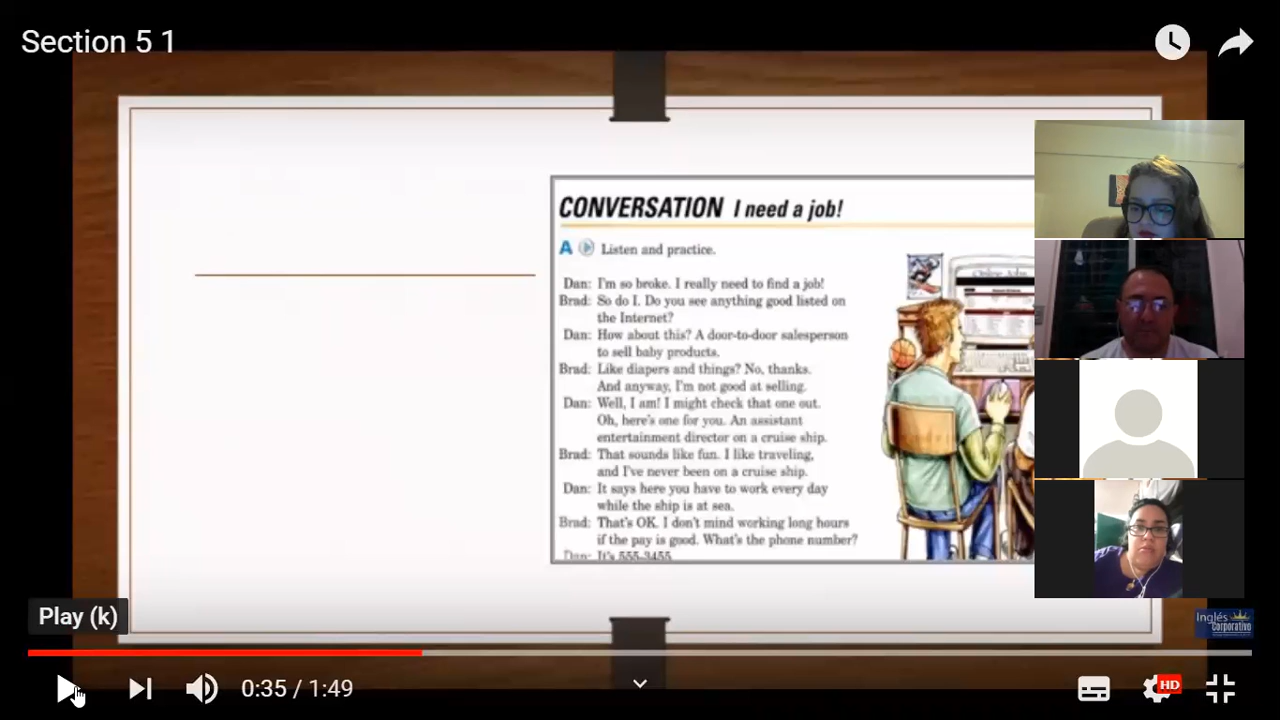 Section 5 1
CONVERSATION I need a job!
A Listen and practice.
Dan: I'm so broke. I really need to find a job!
Brad: So do I. Do you see anything good listed on
the Internet?
Dan: How about this? A door-to-door salesperson
to sell baby products.
Brad: Like diapers and things? No, thanks.
And anyway, I'm not good at selling.
Dan: Well, I am! I might check that one out.
Oh, here's one for you. An assistant
entertainment director on a cruise ship.
Brad: That sounds like fun. I like traveling,
and I've never been on a cruise ship.
Dan: It says here you have to work every day
while the ship is at sea.
Brad: That's OK. I don't mind working long hours
if the pay is good. What's the phone number?
Dan: It's 555-3455.
Online Jobs
Play (k)
Inglés
Corporativo
0:35 / 1:49
HD